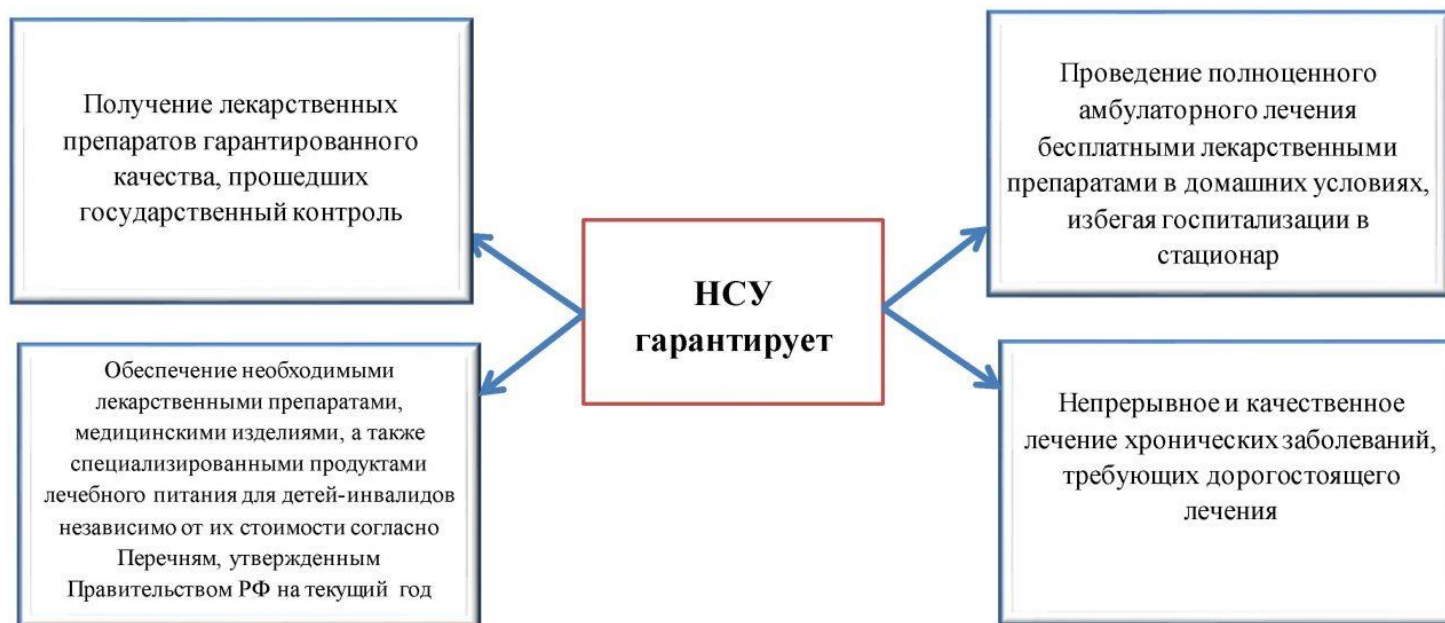 Получение лекарственных
препаратов гарантированного
качества, прошедших
государственный контроль
Проведение полноценного
амбулаторного лечения
бесплатными лекарственными
препаратами в домашних условиях,
избегая госпитализации в
стационар
НСУ
гарантирует
Обеспечение необходимыми
лекарственными препаратами,
медицинскими изделиями, а также
специализированными продуктами
лечебного питания для детей-инвалидов
независимо от их стоимости согласно
Перечням, утвержденным
Правительством РФ на текущий год
Непрерывное и качественное
лечение хронических заболеваний,
требующих дорогостоящего
лечения